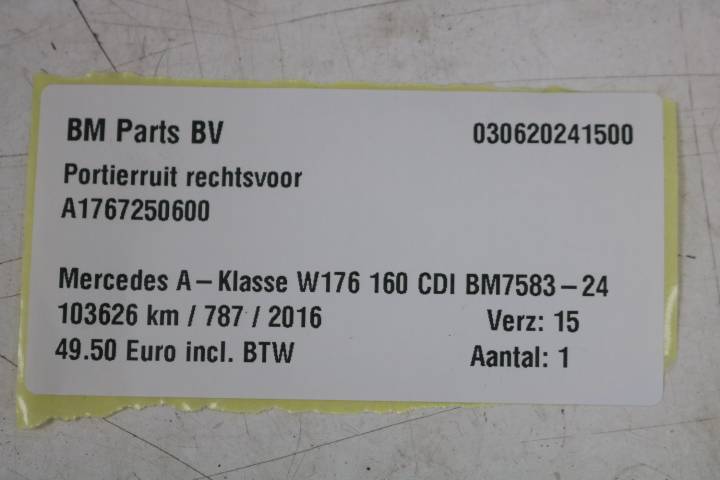 BM Parts BV 030620241500
Portierruit rechtsvoor
A1767250600
Mercedes A-Klasse W176 160 CDI BM7583-24
103626 km / 787 / 2016 Verz: 15
49.50 Euro incl. BTW Aantal: 1